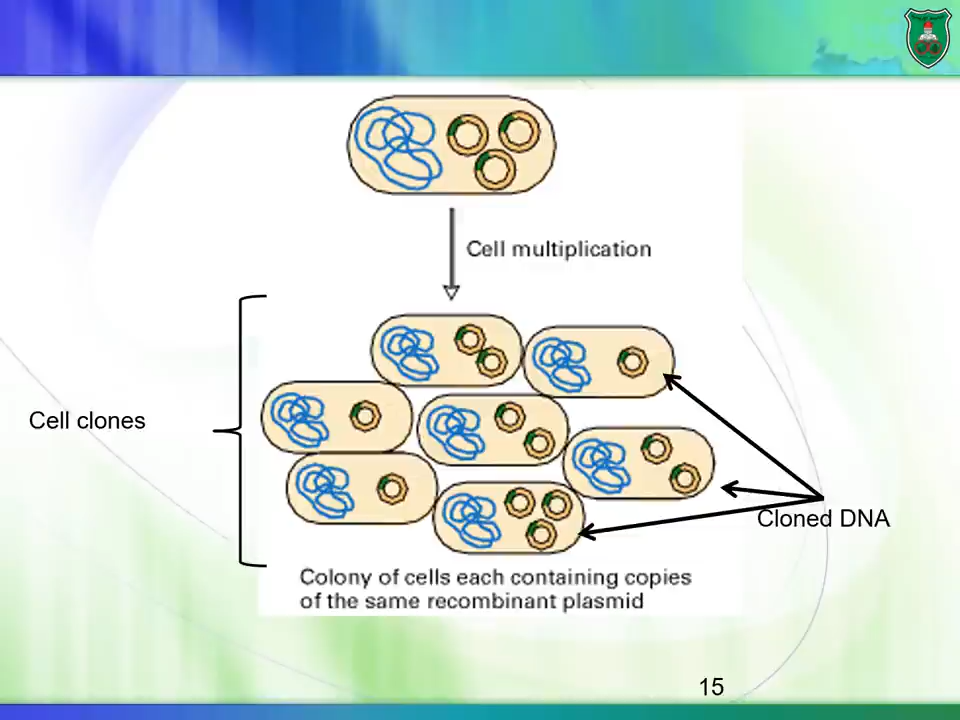 Cell multiplication
Cell clones
Cloned DNA
Colony of cells each containing copies
of the same recombinant plasmid
15